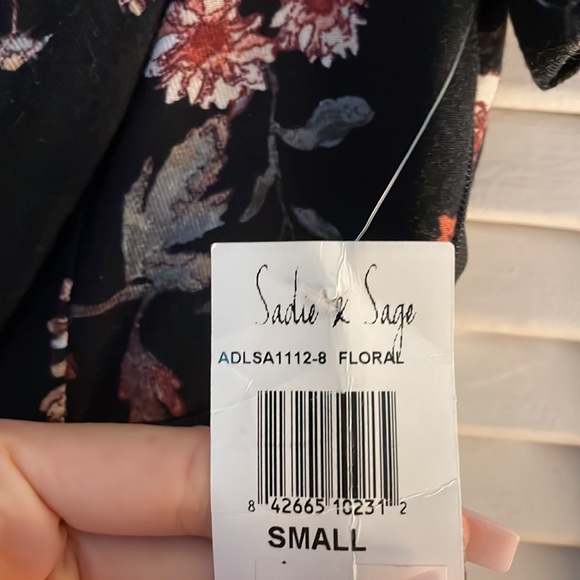 Sadie & Sage
ADLSA1112-8 FLORAL
8 42665 10231 2
SMALL